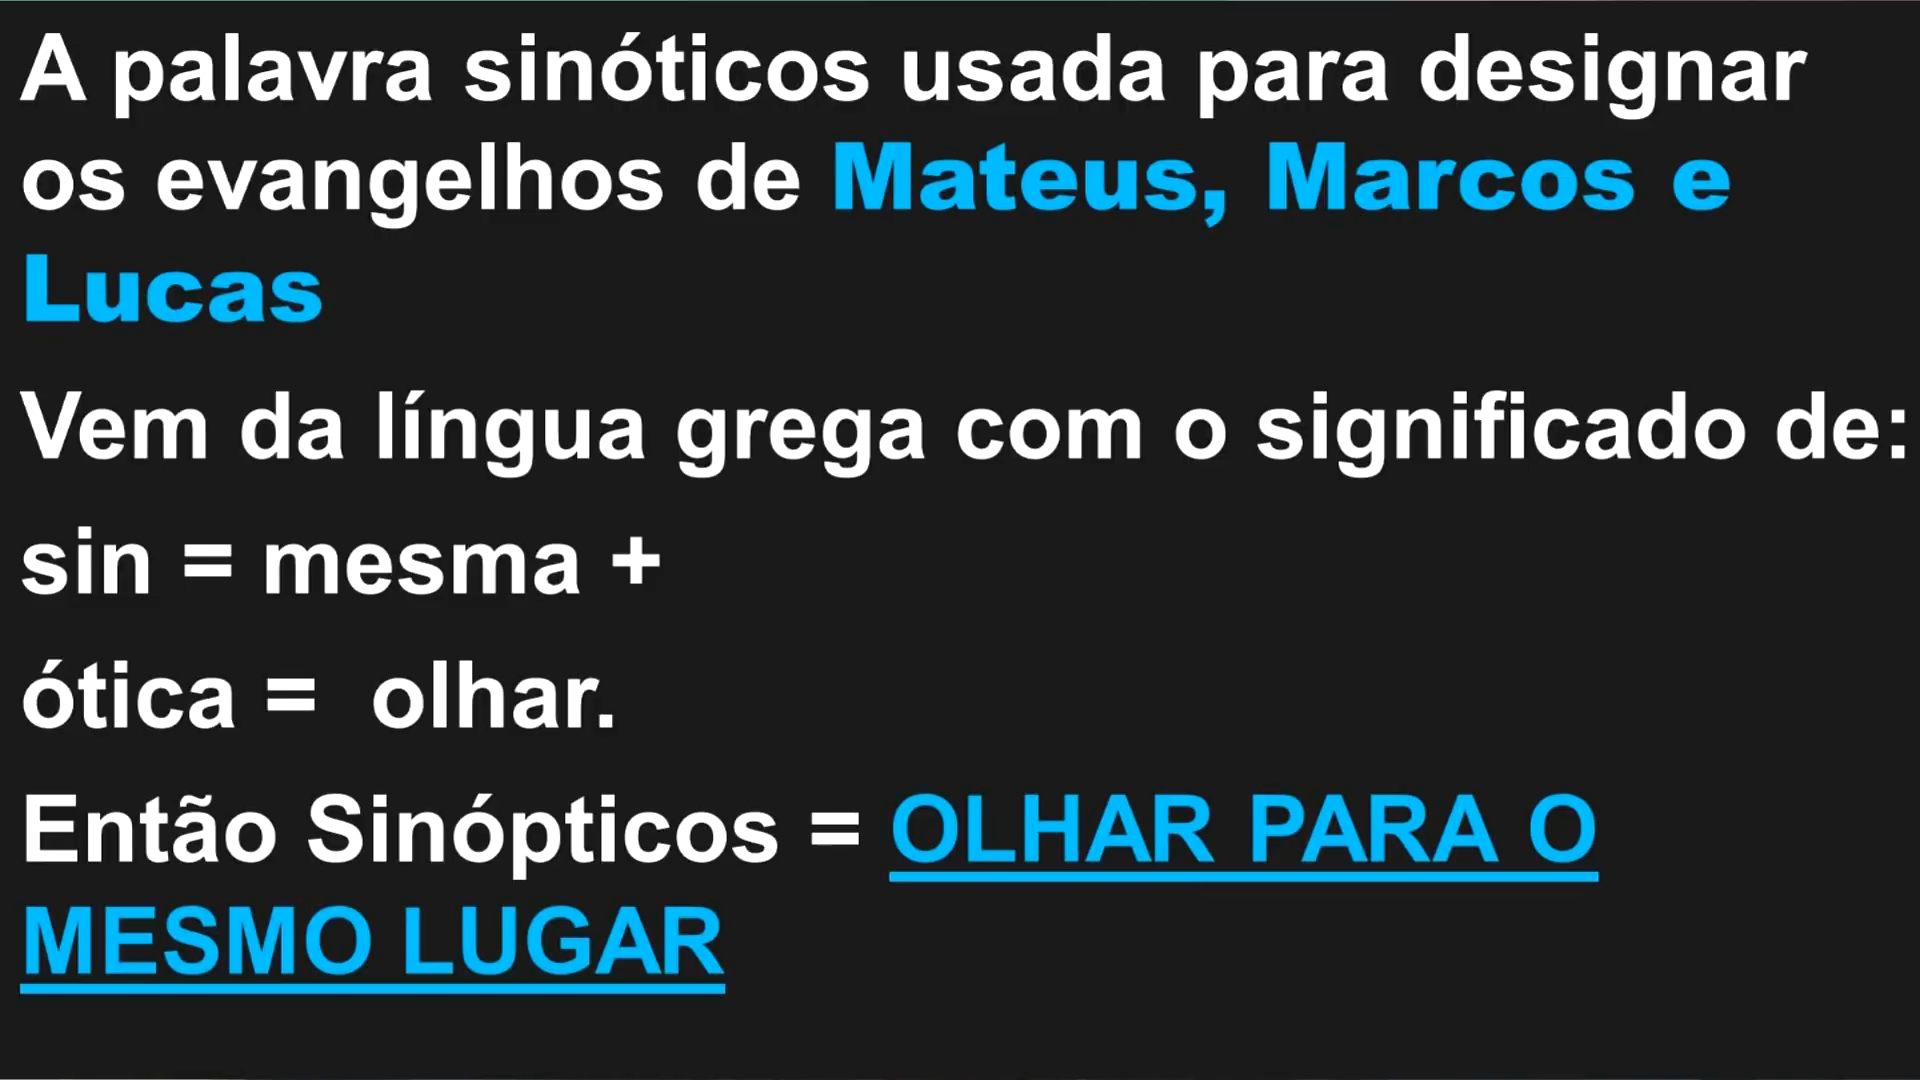 A palavra sinóticos usada para designar
os evangelhos de Mateus, Marcos e
Lucas
Vem da língua grega com o significado de:
sin = mesma +
ótica =  olhar.
Então Sinópticos = OLHAR PARA O
MESMO LUGAR